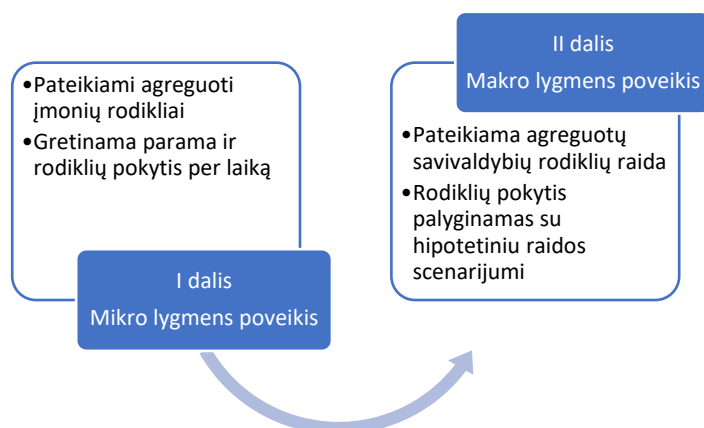 •Pateikiami agreguoti
įmonių rodikliai
•Gretinama parama ir
rodiklių pokytis per laiką
I dalis
Mikro lygmens poveikis
II dalis
Makro lygmens poveikis
•Pateikiama agreguotų
savivaldybių rodiklių raida
•Rodiklių pokytis
palyginamas su
hipotetiniu raidos
scenarijumi